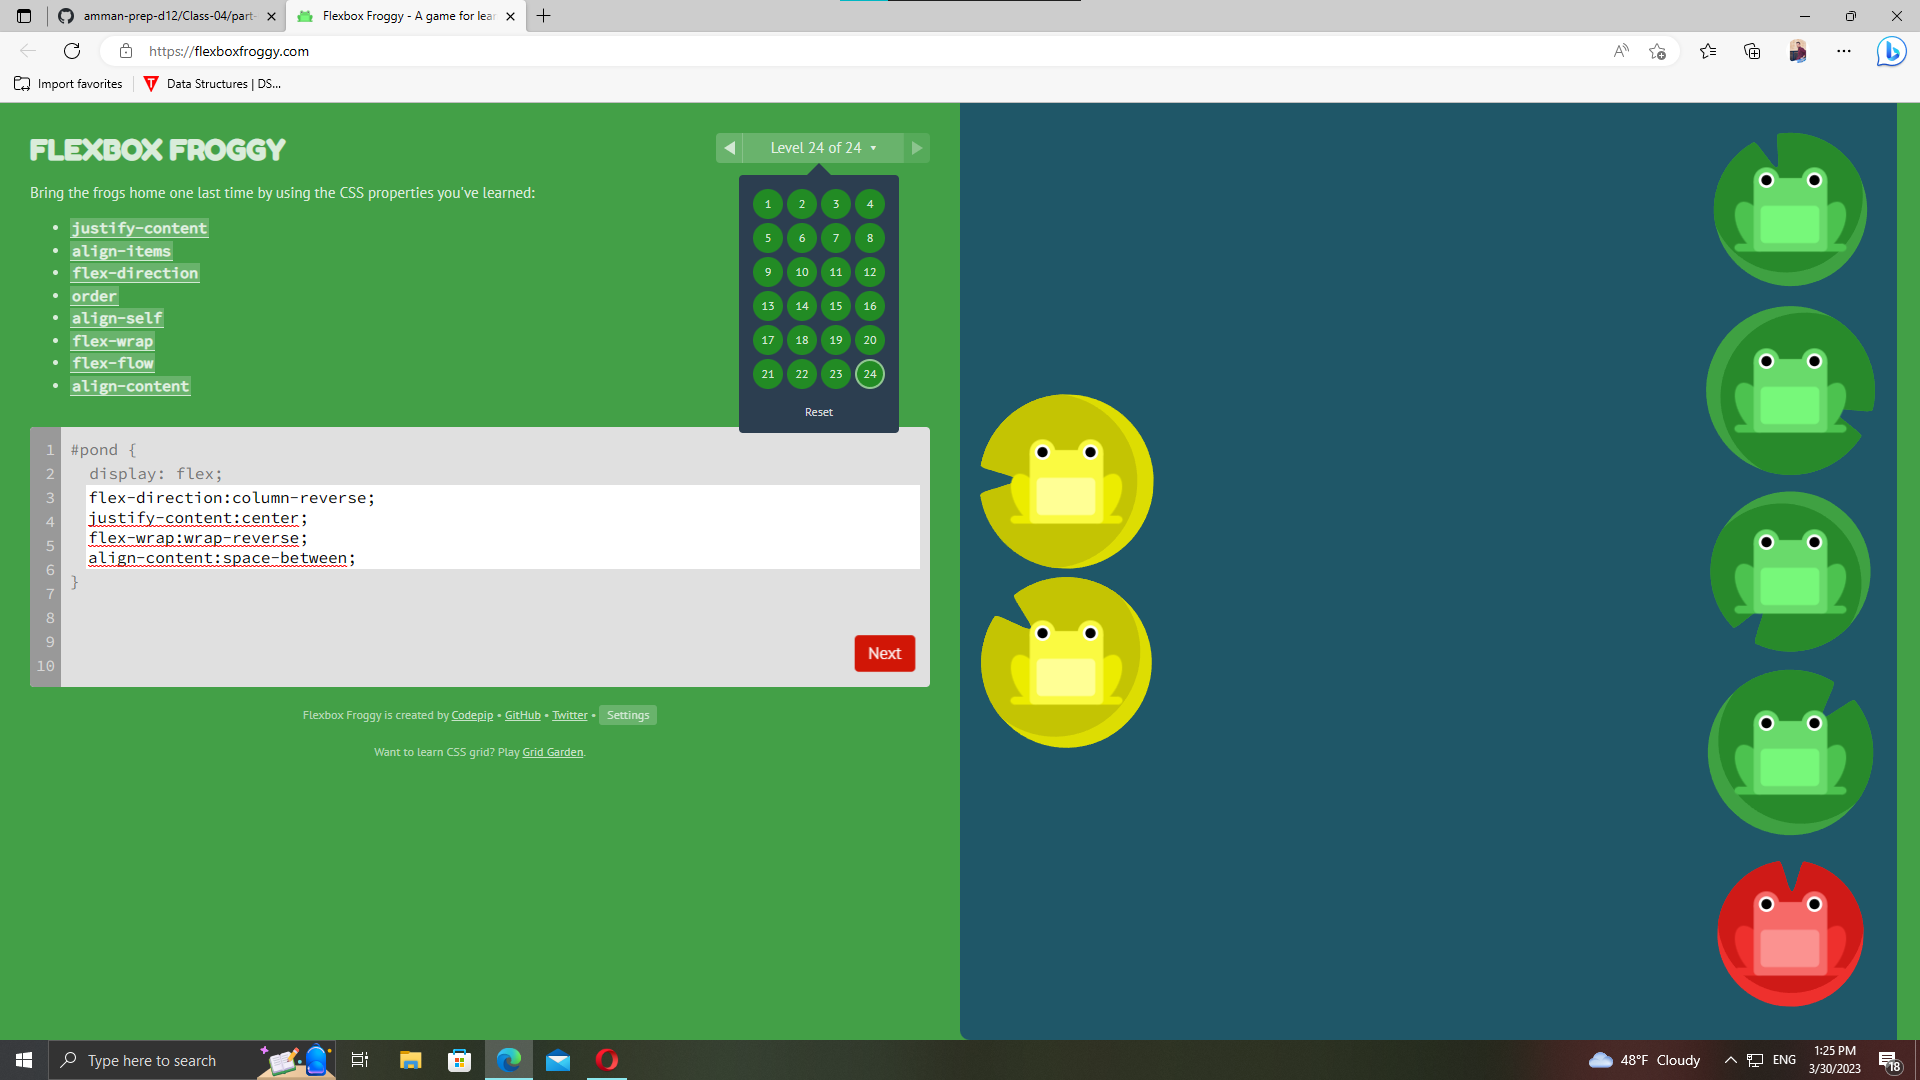 amman-prep-d12/Class-04/part-
Flexbox Froggy - A game for lear
https://flexboxfroggy.com
Import favorites
Data Structures | DS...
FLEXBOX FROGGY
Level 24 of 24
Bring the frogs home one last time by using the CSS properties you've learned:
• justify-content
• align-items
• flex-direction
• order
• align-self
• flex-wrap
• flex-flow
• align-content
1 2 3 4
5 6 7 8
9 10 11 12
13 14 15 16
17 18 19 20
21 22 23 24
Reset
1 #pond {
2 display: flex;
3 flex-direction:column-reverse;
4 justify-content:center;
5 flex-wrap:wrap-reverse;
6 align-content:space-between;
7 }
8
9
10
Next
Flexbox Froggy is created by Codepip • GitHub • Twitter • Settings
Want to learn CSS grid? Play Grid Garden.
Type here to search
48°F Cloudy
ENG
1:25 PM
3/30/2023
18